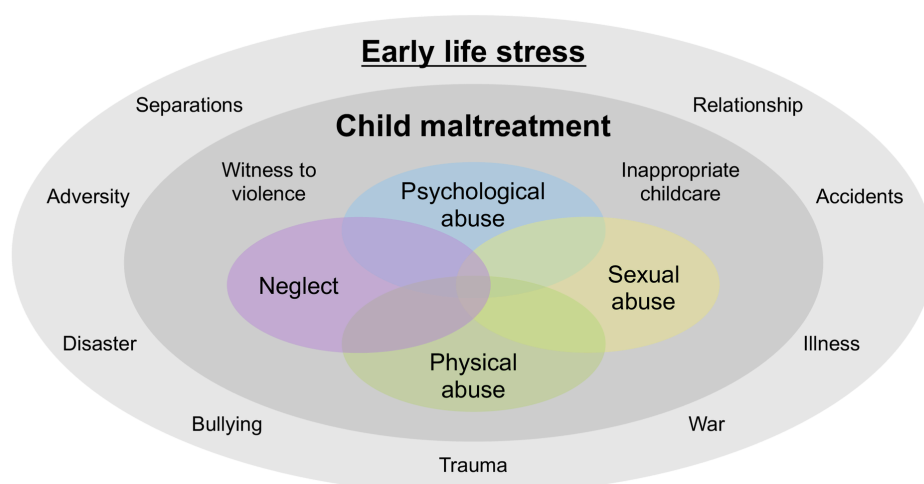 Early life stress
Separations
Relationship
Child maltreatment
Witness to
violence
Inappropriate
childcare
Psychological
abuse
Adversity
Accidents
Neglect
Sexual
abuse
Disaster
Illness
Physical
abuse
Bullying
War
Trauma